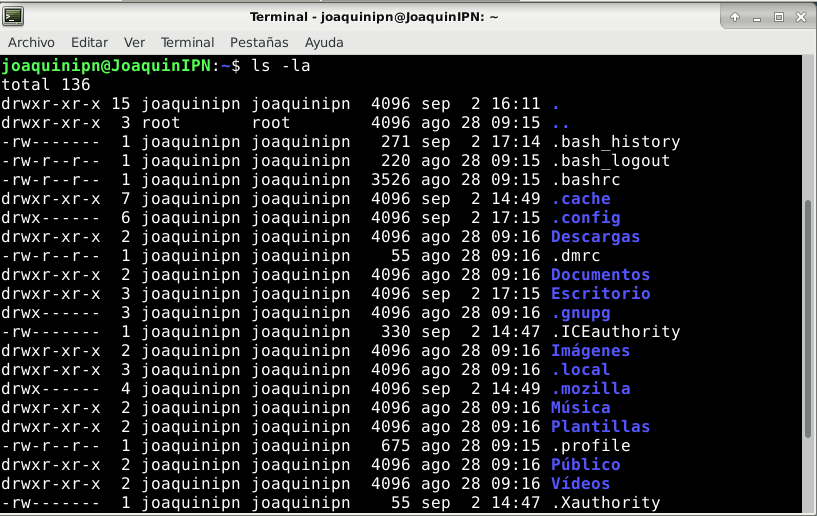 Terminal - joaquinipn@JoaquinIPN: ~
Archivo Editar Ver Terminal Pestañas Ayuda
joaquinipn@JoaquinIPN:~$ ls -la
total 136
drwxr-xr-x 15 joaquinipn joaquinipn  4096 sep  2 16:11 .
drwxr-xr-x  3 root       root        4096 ago 28 09:15 ..
-rw-------  1 joaquinipn joaquinipn   271 sep  2 17:14 .bash_history
-rw-r--r--  1 joaquinipn joaquinipn   220 ago 28 09:15 .bash_logout
-rw-r--r--  1 joaquinipn joaquinipn  3526 ago 28 09:15 .bashrc
drwxr-xr-x  7 joaquinipn joaquinipn  4096 sep  2 14:49 .cache
drwx------  6 joaquinipn joaquinipn  4096 sep  2 17:15 .config
drwxr-xr-x  2 joaquinipn joaquinipn  4096 ago 28 09:16 Descargas
-rw-r--r--  1 joaquinipn joaquinipn    55 ago 28 09:16 .dmrc
drwxr-xr-x  2 joaquinipn joaquinipn  4096 ago 28 09:16 Documentos
drwxr-xr-x  3 joaquinipn joaquinipn  4096 sep  2 17:15 Escritorio
drwx------  3 joaquinipn joaquinipn  4096 ago 28 09:16 .gnupg
-rw-------  1 joaquinipn joaquinipn   330 sep  2 14:47 .ICEauthority
drwxr-xr-x  2 joaquinipn joaquinipn  4096 ago 28 09:16 Imágenes
drwxr-xr-x  3 joaquinipn joaquinipn  4096 ago 28 09:16 .local
drwx------  4 joaquinipn joaquinipn  4096 sep  2 14:49 .mozilla
drwxr-xr-x  2 joaquinipn joaquinipn  4096 ago 28 09:16 Música
drwxr-xr-x  2 joaquinipn joaquinipn  4096 ago 28 09:16 Plantillas
-rw-r--r--  1 joaquinipn joaquinipn   675 ago 28 09:15 .profile
drwxr-xr-x  2 joaquinipn joaquinipn  4096 ago 28 09:16 Público
drwxr-xr-x  2 joaquinipn joaquinipn  4096 ago 28 09:16 Vídeos
-rw-------  1 joaquinipn joaquinipn    55 sep  2 14:47 .Xauthority